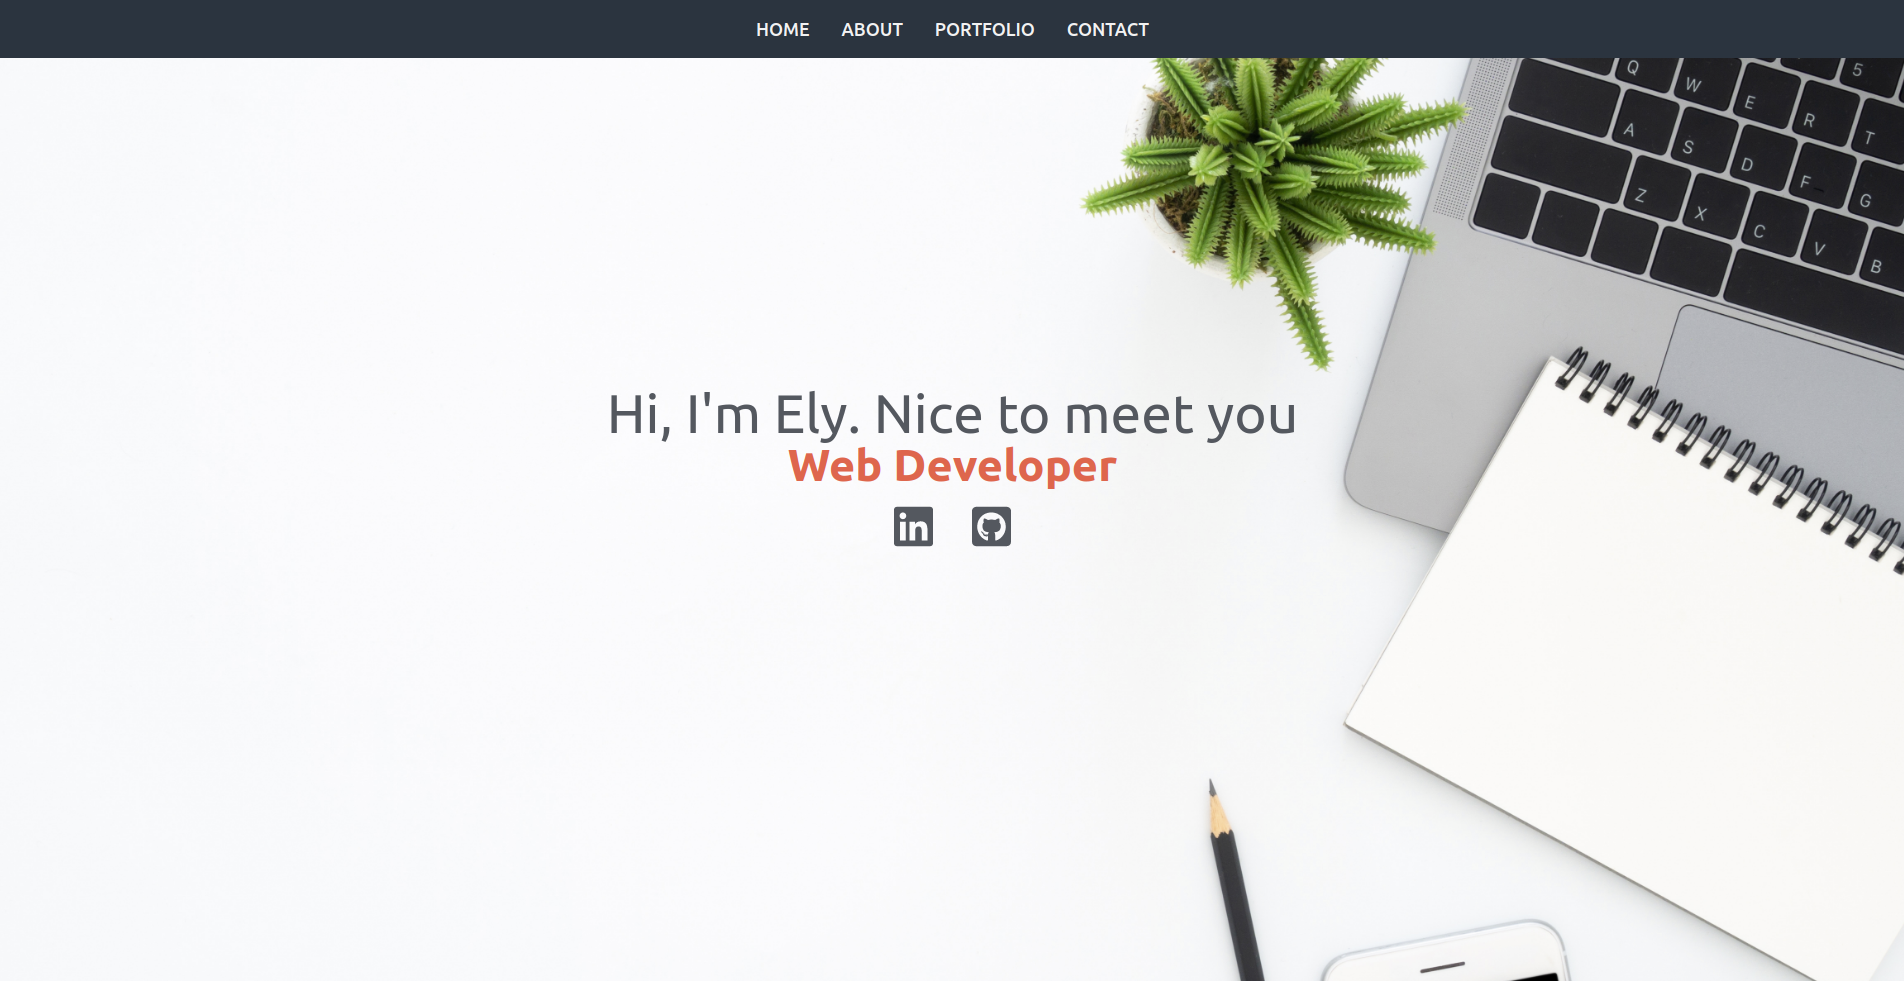 HOME ABOUT PORTFOLIO CONTACT
Hi, I'm Ely. Nice to meet you
Web Developer
in
5
Q W E R T
A S D F G
Z X C V B